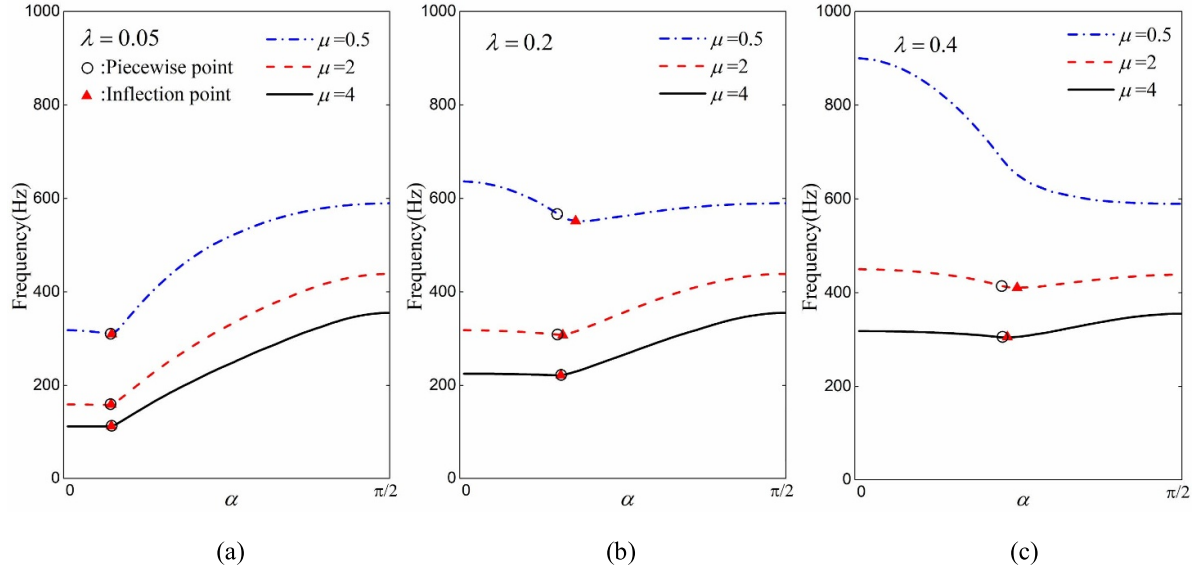 1000
800
600
400
200
0
Frequency(Hz)
λ = 0.05
○ :Piecewise point
▲ :Inflection point
μ=0.5
μ=2
μ=4
0
α
π/2
(a)
1000
800
600
400
200
0
Frequency(Hz)
λ = 0.2
μ=0.5
μ=2
μ=4
0
α
π/2
(b)
1000
800
600
400
200
0
Frequency(Hz)
λ = 0.4
μ=0.5
μ=2
μ=4
0
α
π/2
(c)